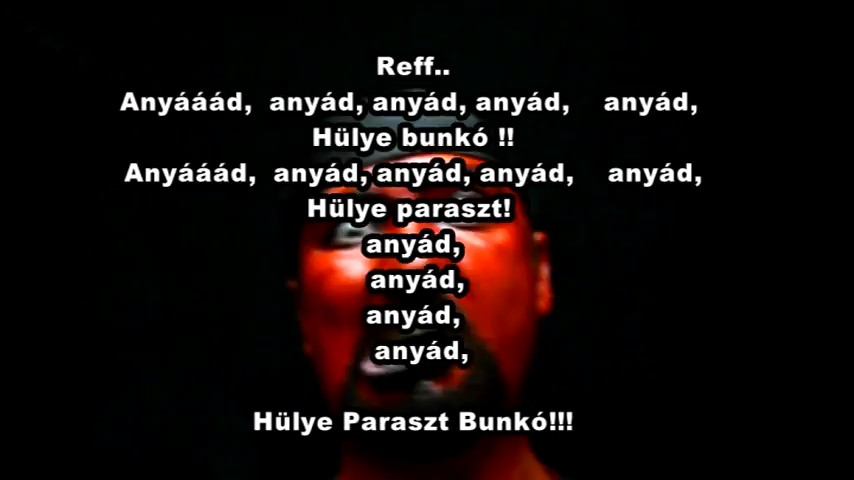 Reff..
Anyááád, anyád, anyád, anyád, anyád,
Hülye bunkó !!
Anyááád, anyád, anyád, anyád, anyád,
Hülye paraszt!
anyád,
anyád,
anyád,
anyád,
Hülye Paraszt Bunkó!!!